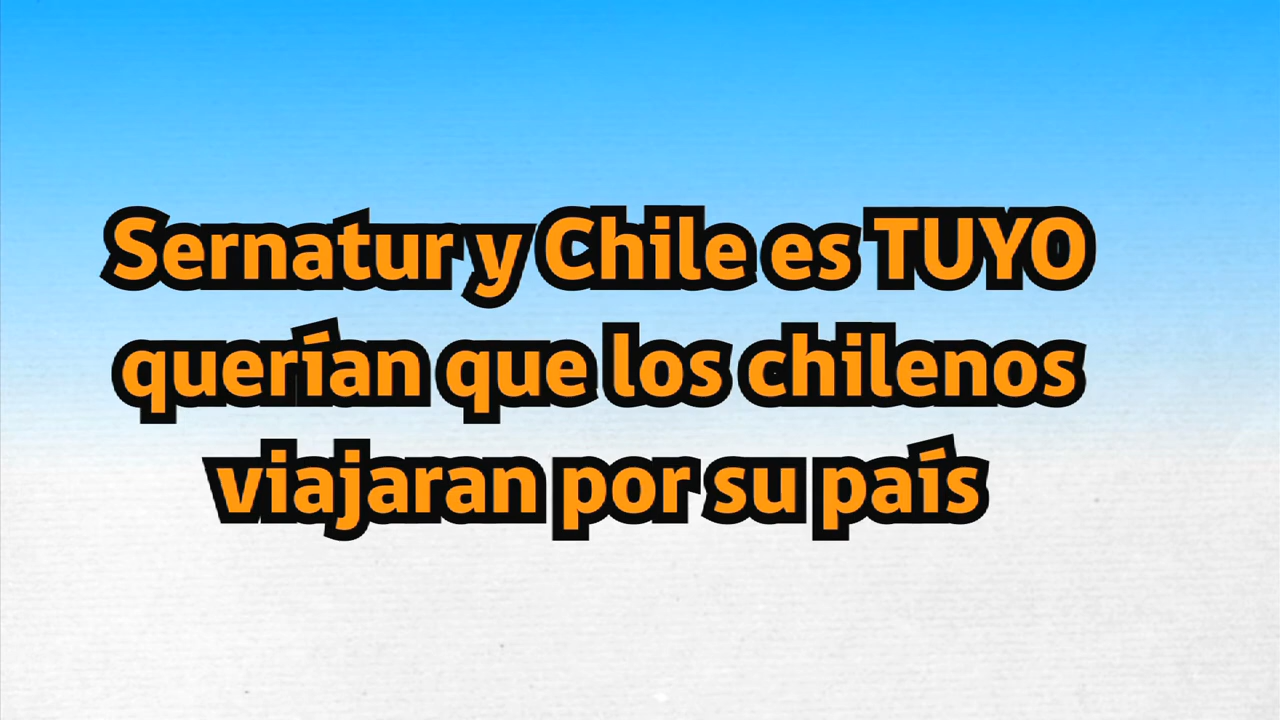 Sernatur y Chile es TUYO
querían que los chilenos
viajaran por su país